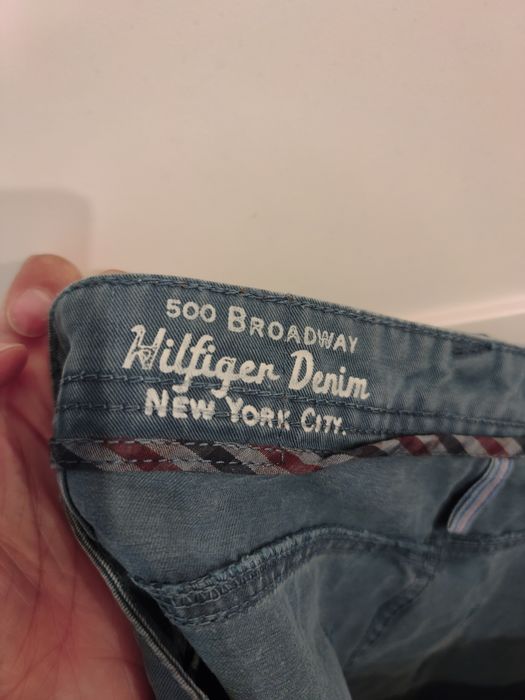 500 BROADWAY
Hilfiger Denim
NEW YORK CITY.